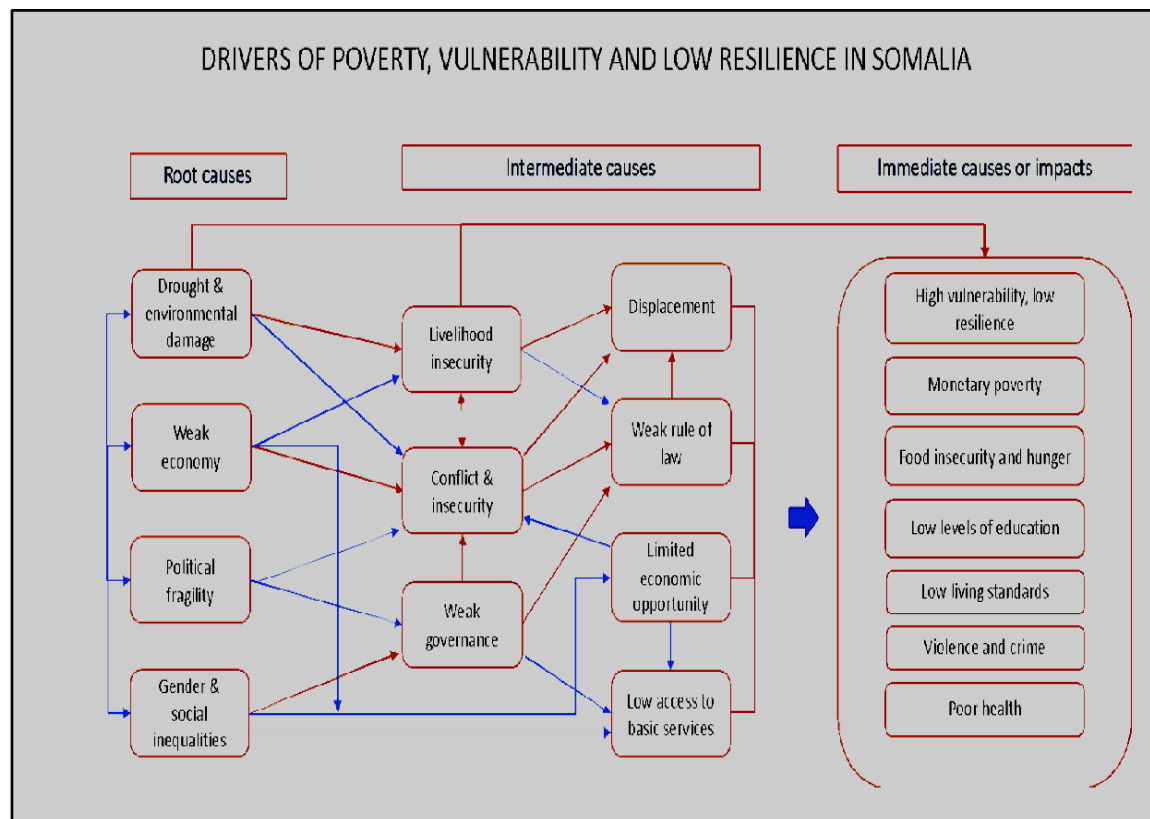 DRIVERS OF POVERTY, VULNERABILITY AND LOW RESILIENCE IN SOMALIA
Root causes
Intermediate causes
Immediate causes or impacts
Drought &
environmental
damage
Weak
economy
Political
fragility
Gender &
social
inequalities
Livelihood
insecurity
Conflict &
insecurity
Weak
governance
Displacement
Weak rule of
law
Limited
economic
opportunity
Low access to
basic services
High vulnerability, low
resilience
Monetary poverty
Food insecurity and hunger
Low levels of education
Low living standards
Violence and crime
Poor health